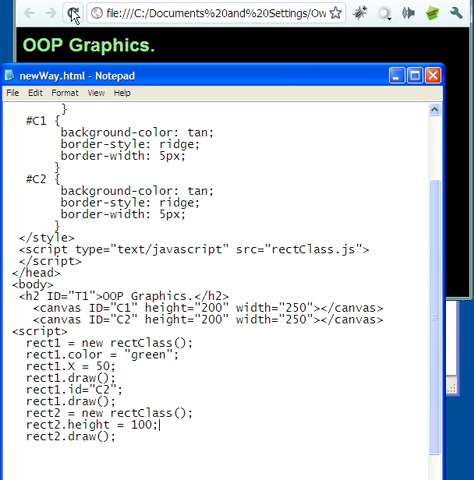 file:///C:/Documents%20and%20Settings/Ow
OOP Graphics.
newWay.html - Notepad
File Edit Format View Help
}
#C1 {
background-color: tan;
border-style: ridge;
border-width: 5px;
}
#C2 {
background-color: tan;
border-style: ridge;
border-width: 5px;
}
</style>
<script type="text/javascript" src="rectClass.js">
</script>
</head>
<body>
<h2 ID="T1">OOP Graphics.</h2>
<canvas ID="C1" height="200" width="250"></canvas>
<canvas ID="C2" height="200" width="250"></canvas>
<script>
rect1 = new rectClass();
rect1.color = "green";
rect1.X = 50;
rect1.draw();
rect1.id="C2";
rect1.draw();
rect2 = new rectClass();
rect2.height = 100;
rect2.draw();